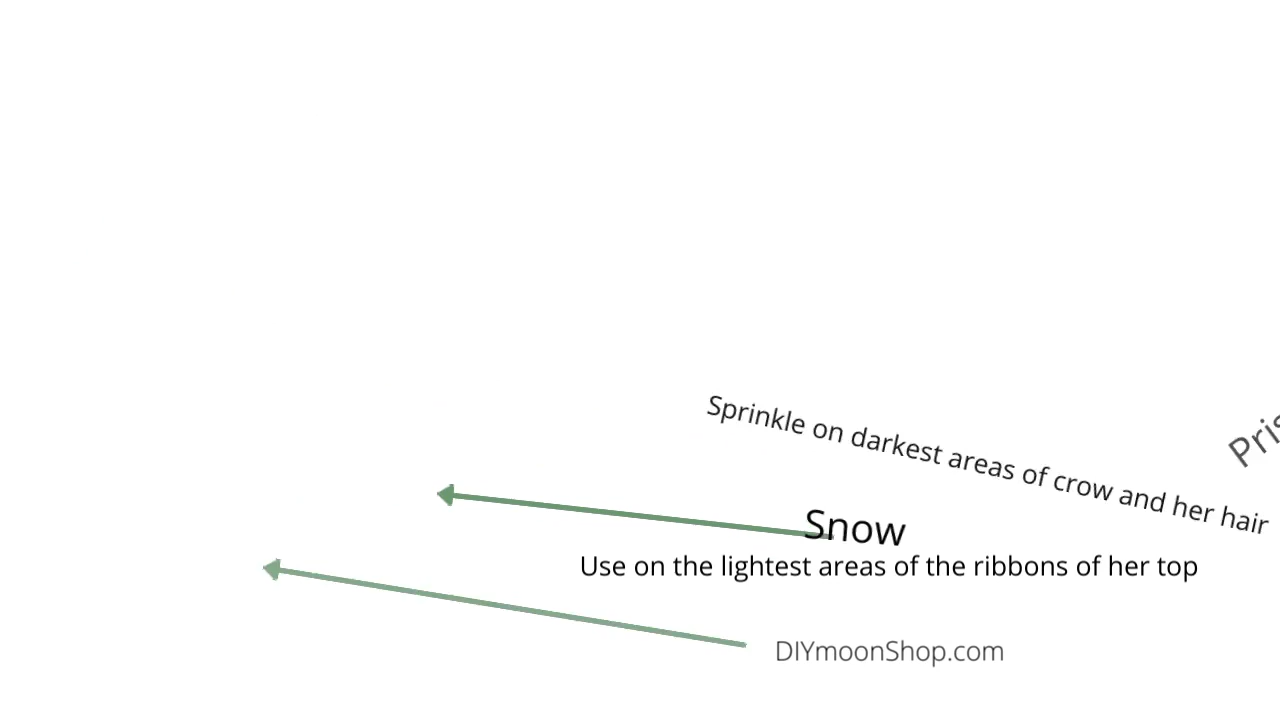 Sprinkle on darkest areas of crow and her hair
Snow
Use on the lightest areas of the ribbons of her top
DIYmoonShop.com